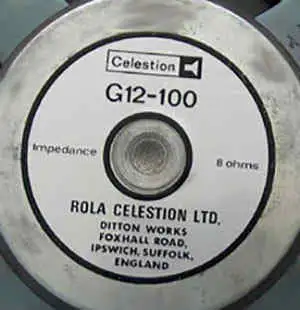 Celestion
G12-100
Impedance 8 ohms
ROLA CELESTION LTD.
DITTON WORKS
FOXHALL ROAD,
IPSWICH, SUFFOLK,
ENGLAND